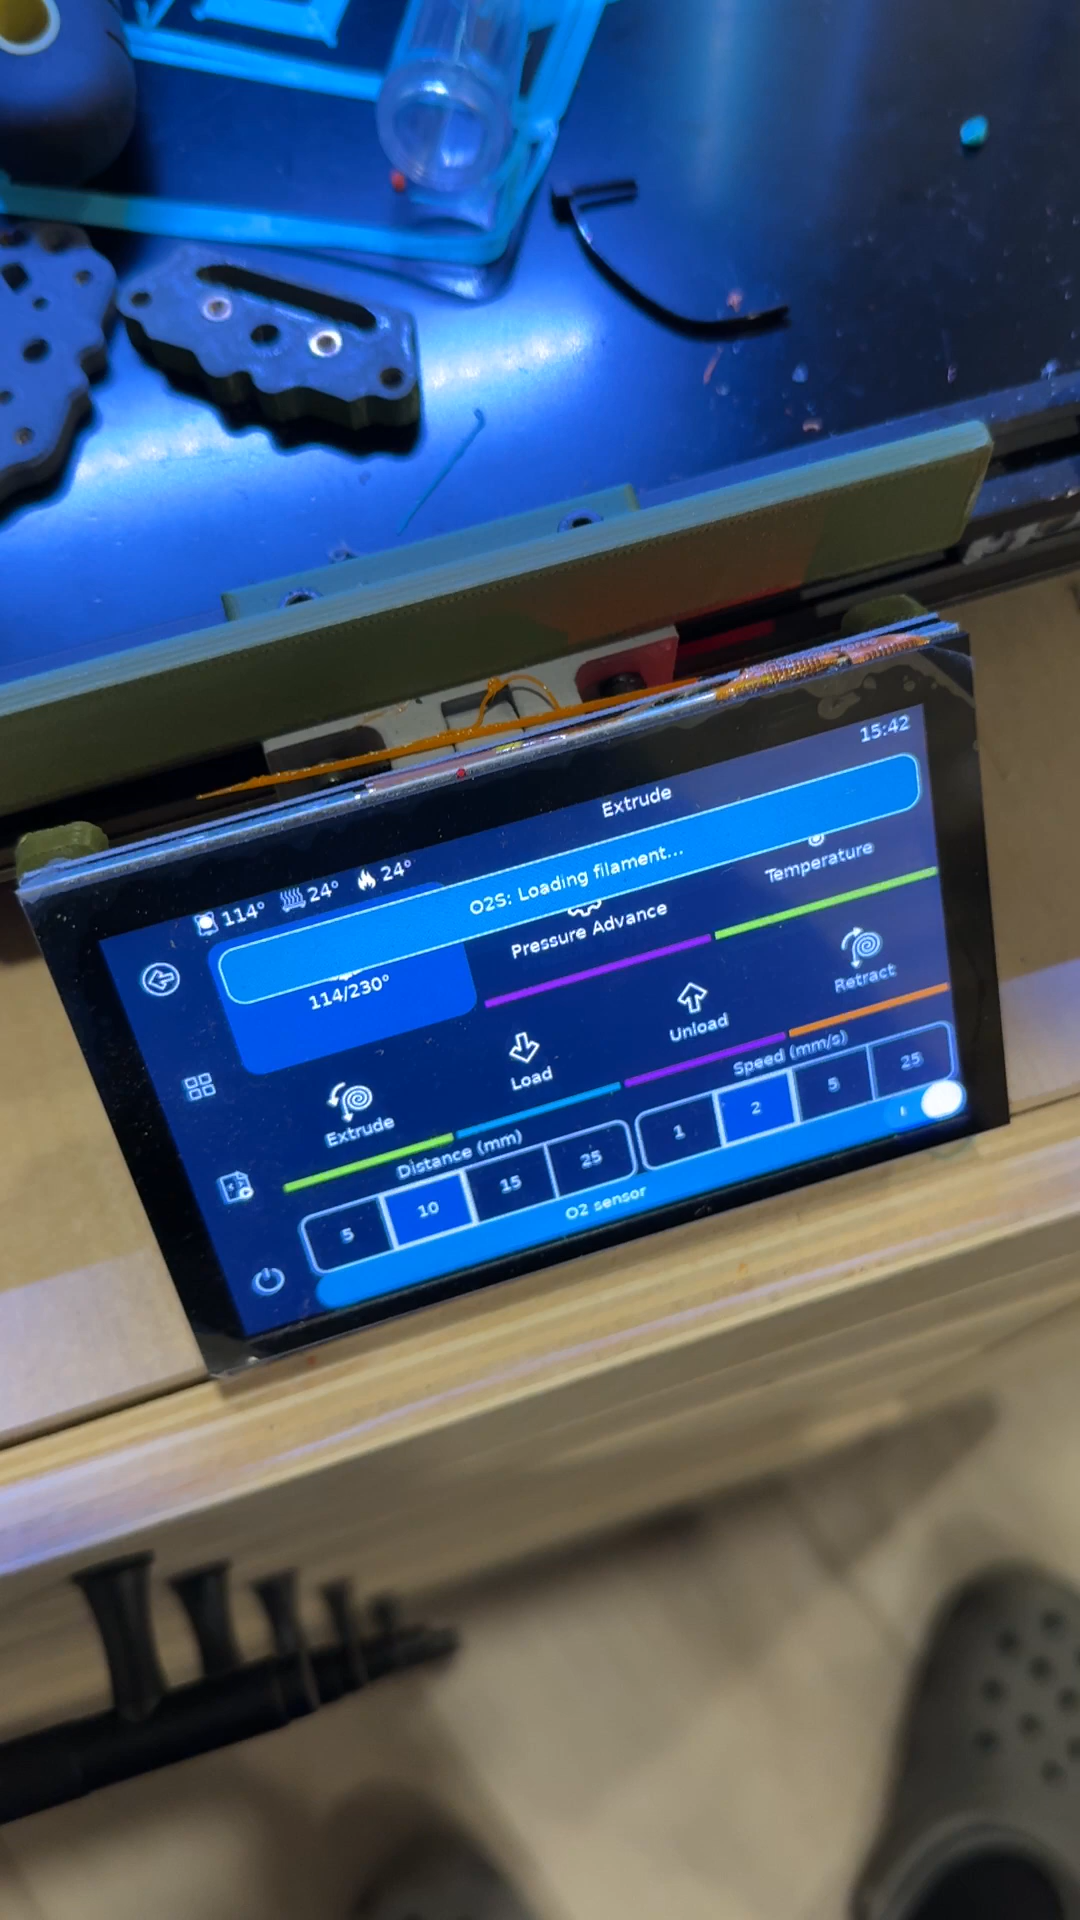 15:42
Extrude
114° 24° 24°
O2S: Loading filament...
114/230°
Pressure Advance
Temperature
Extrude
Load
Unload
Retract
Distance (mm)
Speed (mm/s)
5 10 15 25
1 2 5 25
O2 sensor